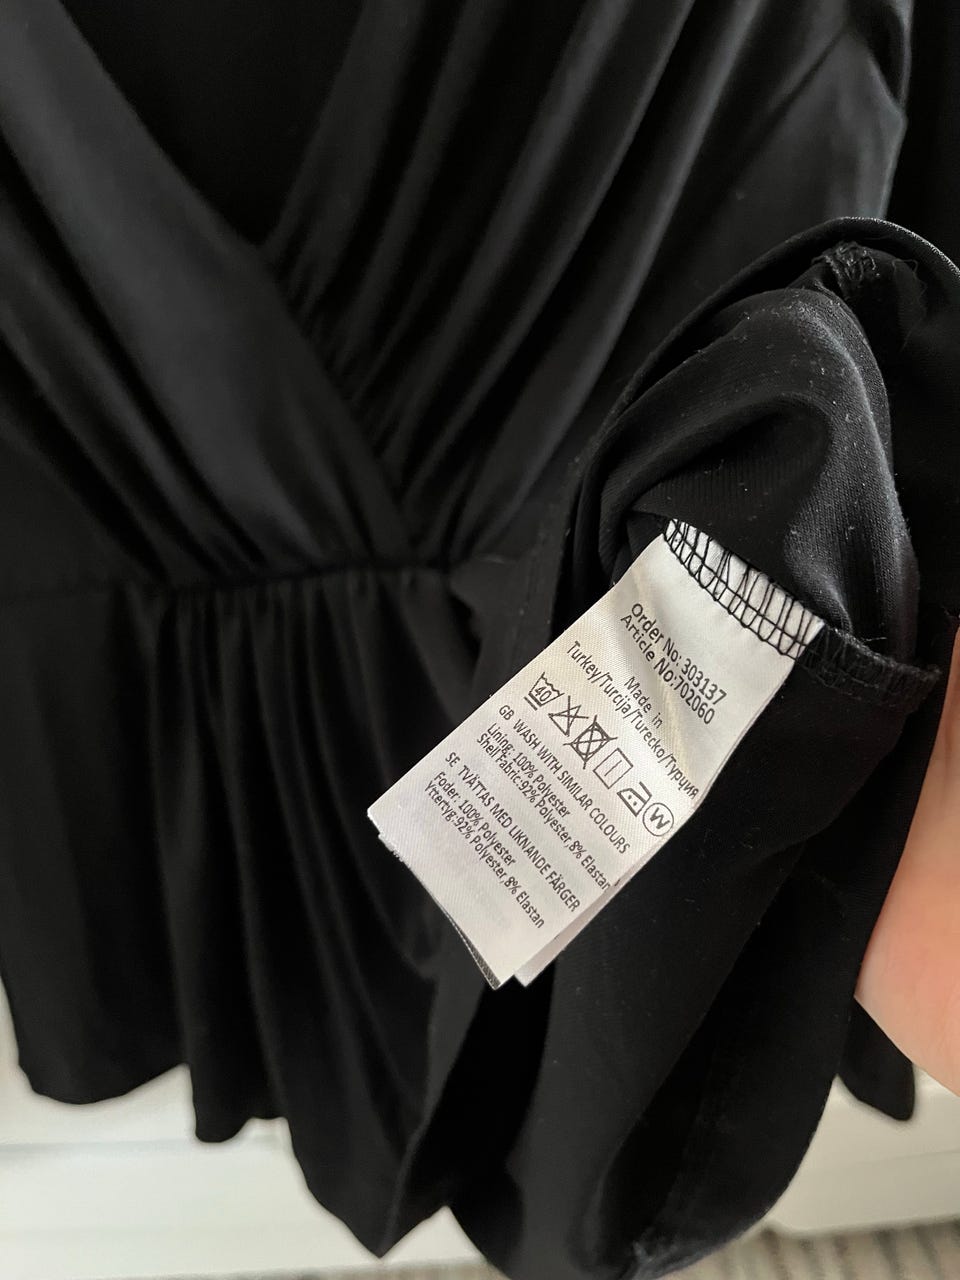 Order No: 303137
Article No:702060
Made in
Turkey/Turcija/Turecko/Турция
40
W
GB WASH WITH SIMILAR COLOURS
Lining: 100% Polyester
Shell Fabric:92% Polyester,8% Elastan
SE TVÄTTAS MED LIKNANDE FÄRGER
Foder: 100% Polyester
Yttertyg:92% Polyester,8% Elastan